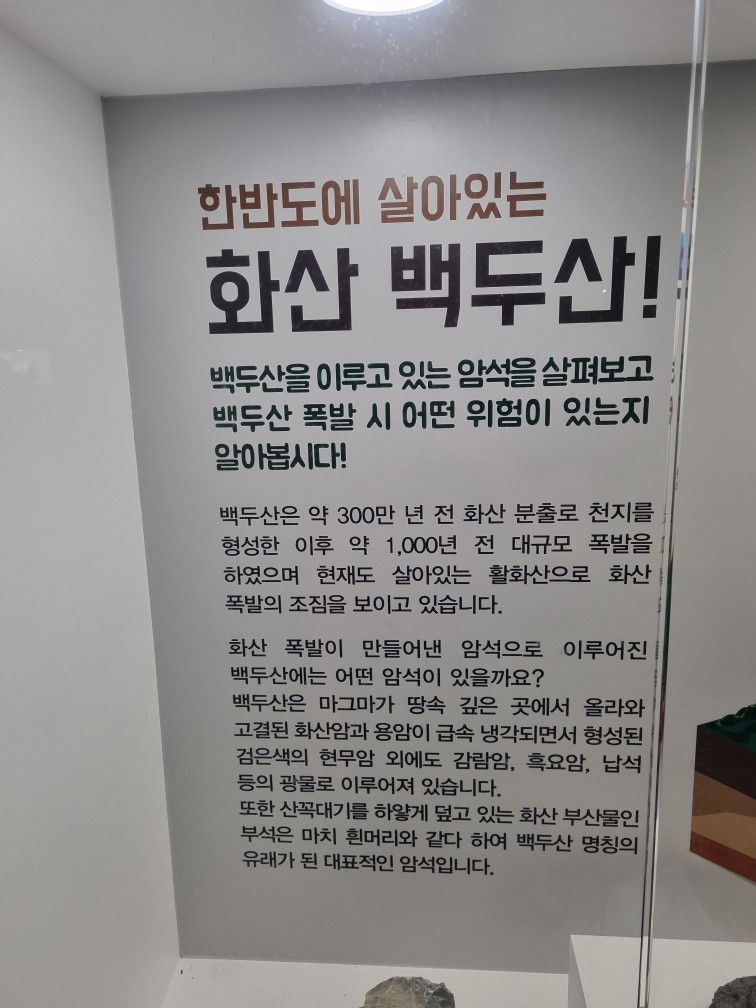 한반도에 살아있는
화산 백두산!
백두산을 이루고 있는 암석을 살펴보고
백두산 폭발 시 어떤 위험이 있는지
알아봅시다!
백두산은 약 300만 년 전 화산 분출로 천지를
형성한 이후 약 1,000년 전 대규모 폭발을
하였으며 현재도 살아있는 활화산으로 화산
폭발의 조짐을 보이고 있습니다.
화산 폭발이 만들어낸 암석으로 이루어진
백두산에는 어떤 암석이 있을까요?
백두산은 마그마가 땅속 깊은 곳에서 올라와
고결된 화산암과 용암이 급속 냉각되면서 형성된
검은색의 현무암 외에도 감람암, 흑요암, 납석
등의 광물로 이루어져 있습니다.
또한 산꼭대기를 하얗게 덮고 있는 화산 부산물인
부석은 마치 흰머리와 같다 하여 백두산 명칭의
유래가 된 대표적인 암석입니다.